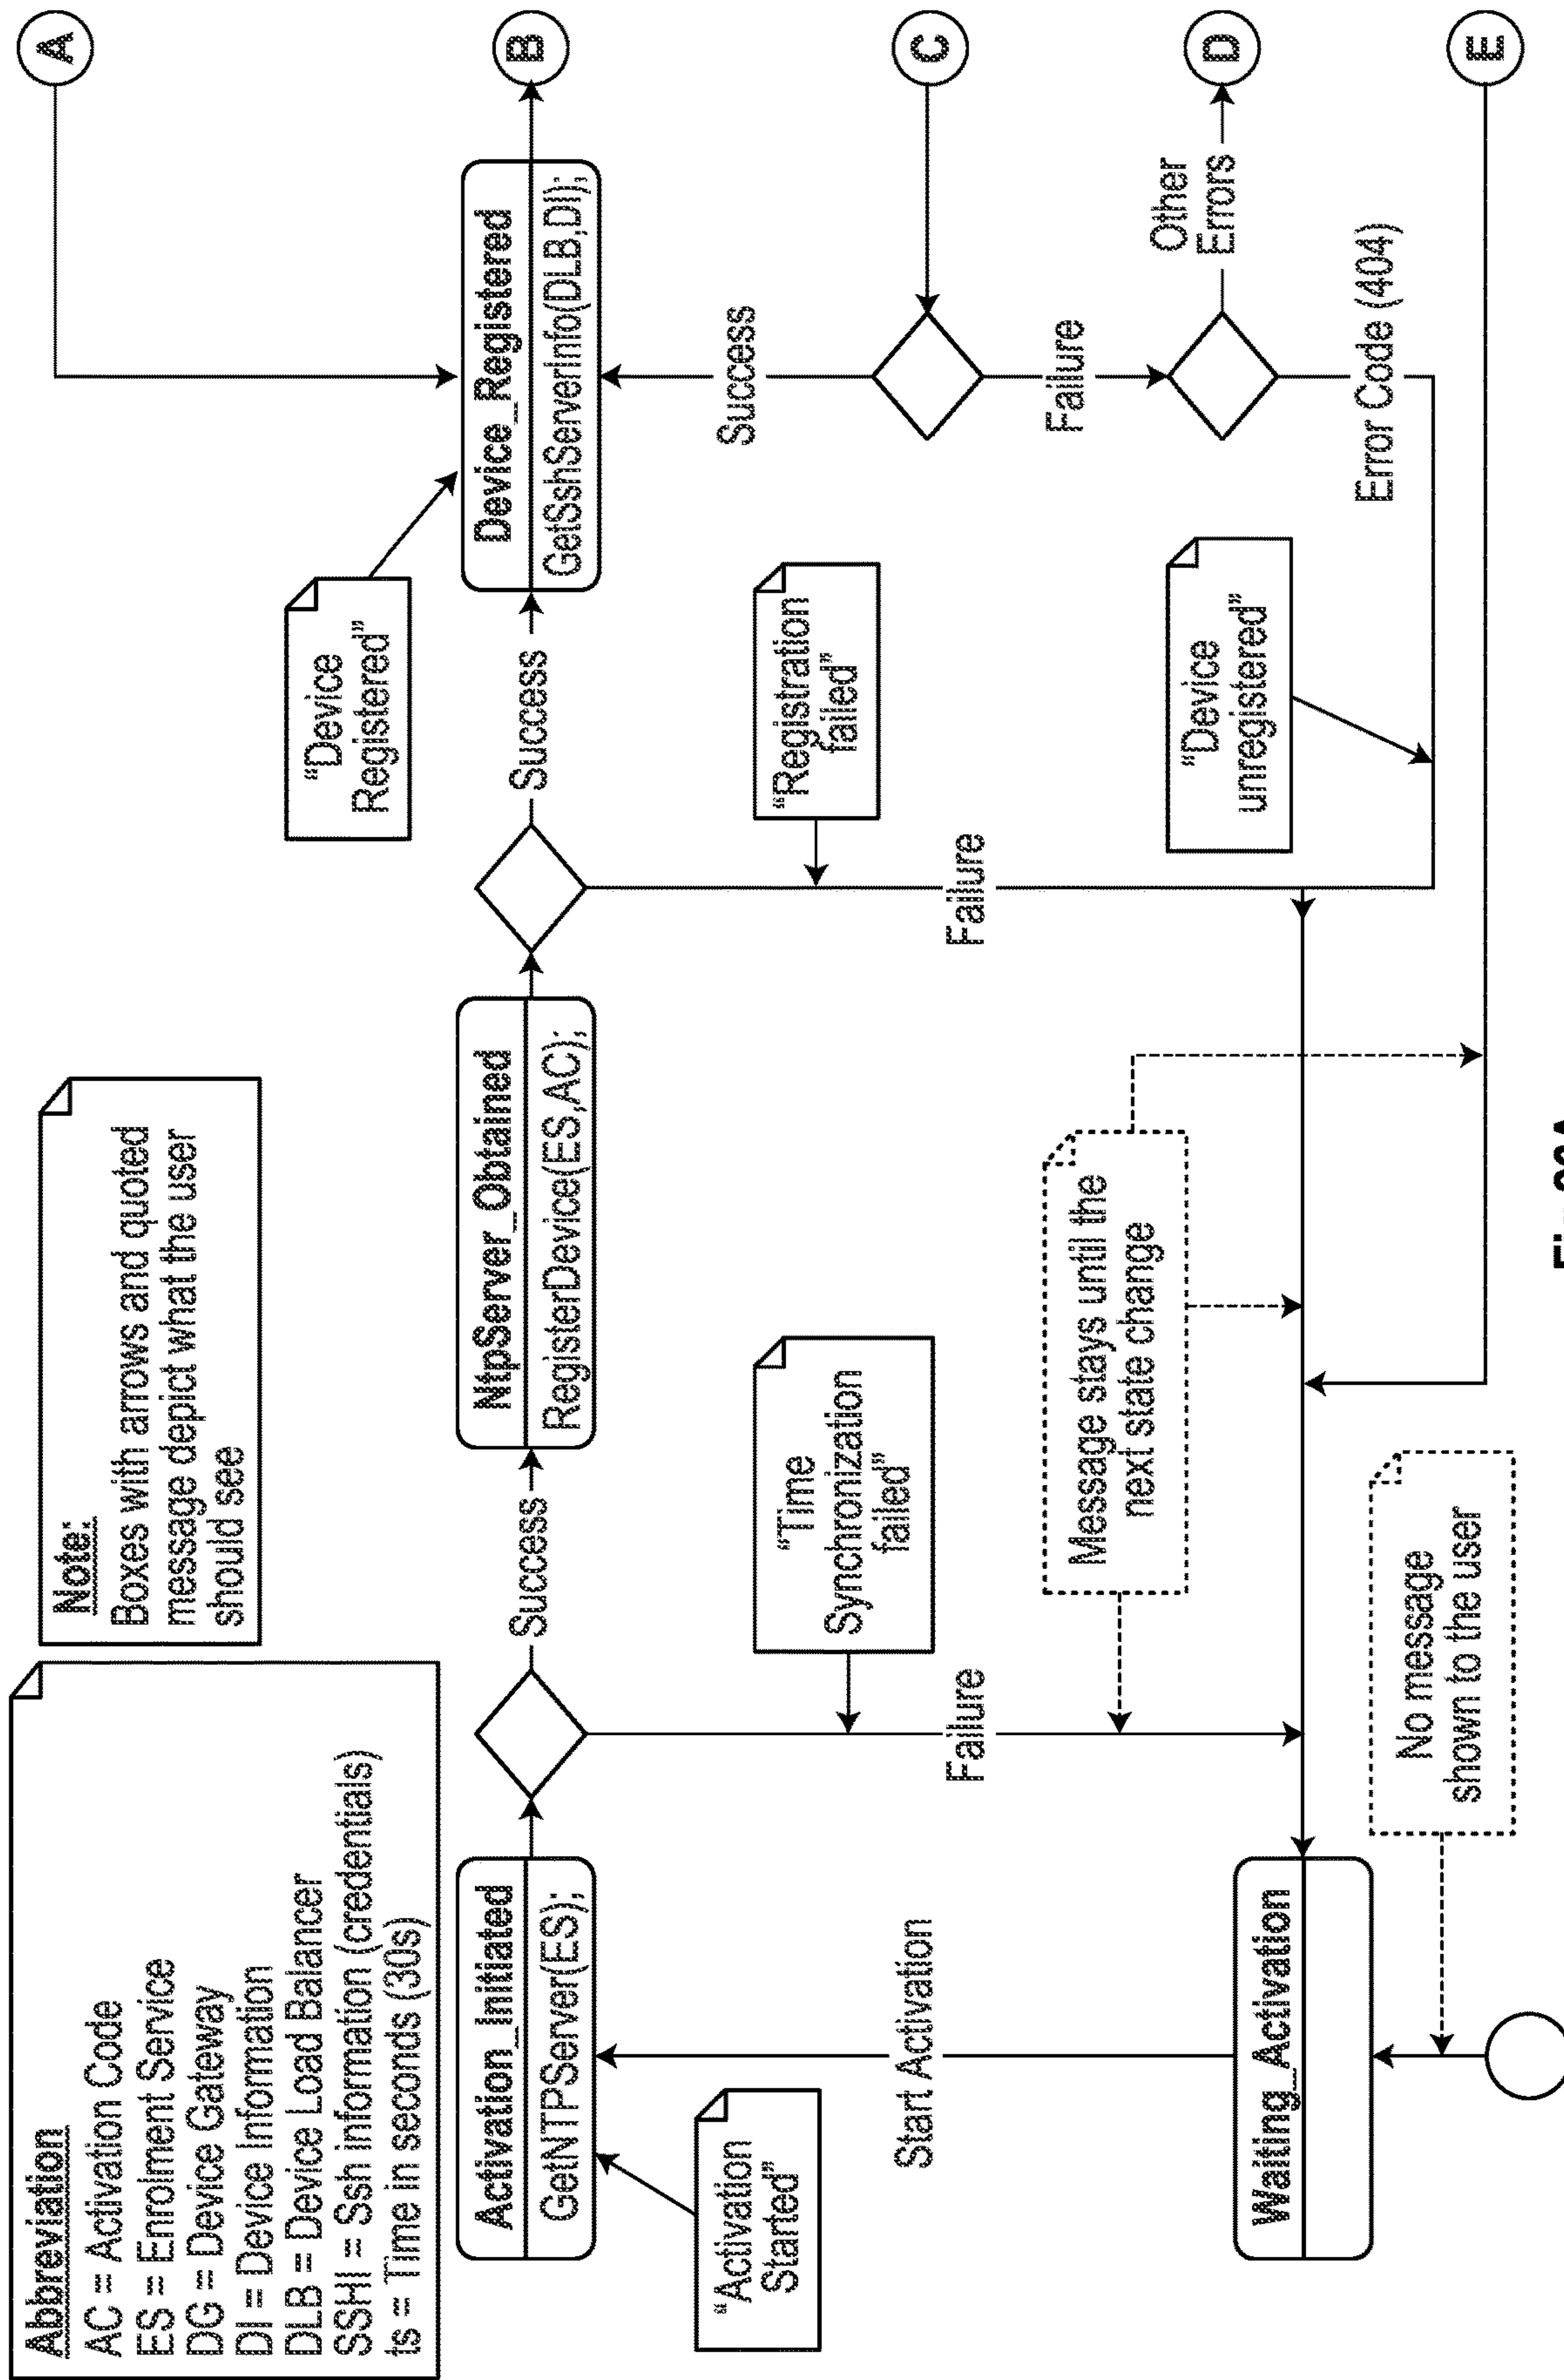 Abbreviation
AC = Activation Code
ES = Enrolment Service
DG = Device Gateway
DI = Device Information
DLB = Device Load Balancer
SSHI = Ssh information (credentials)
ts = Time in seconds (30s)
Note:
Boxes with arrows and quoted
message depict what the user
should see
"Activation
Started"
Activation_Initiated
GetNTPServer(ES);
Success
NtpServer_Obtained
RegisterDevice(ES,AC);
Success
"Device
Registered"
Device_Registered
GetSshServerInfo(DLB,DI);
A
B
Start Activation
"Time
Synchronization
failed"
Failure
"Registration
failed"
Failure
Success
C
Failure
Other
Errors
D
Message stays until the
next state change
"Device
unregistered"
Error Code (404)
Waiting_Activation
No message
shown to the user
E